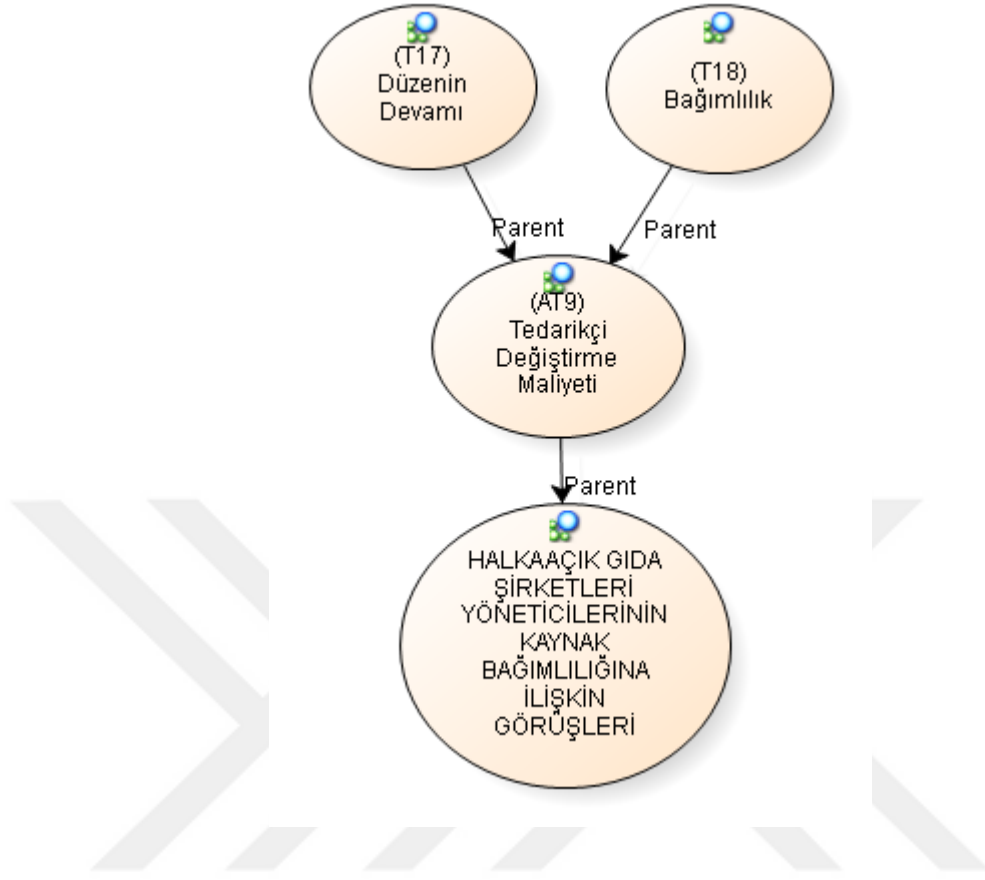 (T17)
Düzenin
Devamı
(T18)
Bağımlılık
Parent
Parent
(AT9)
Tedarikçi
Değiştirme
Maliyeti
Parent
HALKAAÇIK GIDA
ŞİRKETLERİ
YÖNETİCİLERİNİN
KAYNAK
BAĞIMLILIĞINA
İLİŞKİN
GÖRÜŞLERİ